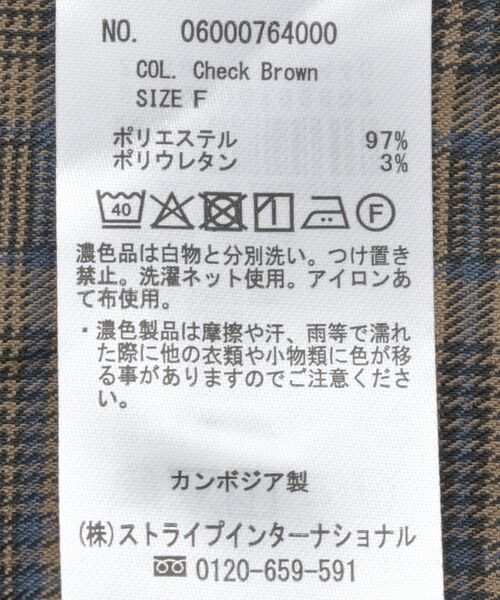 NO. 06000764000
COL. Check Brown
SIZE F
ポリエステル 97%
ポリウレタン 3%
40 F
濃色品は白物と分別洗い。つけ置き
禁止。洗濯ネット使用。アイロンあ
て布使用。
・濃色製品は摩擦や汗、雨等で濡れ
た際に他の衣類や小物類に色が移
る事がありますのでご注意くださ
い。
カンボジア製
(株)ストライプインターナショナル
0120-659-591